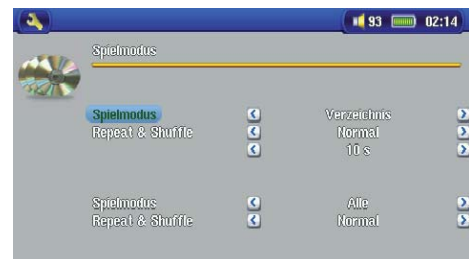 93 02:14
Spielmodus
Spielmodus Verzeichnis
Repeat & Shuffle Normal
10 s
Spielmodus Alle
Repeat & Shuffle Normal